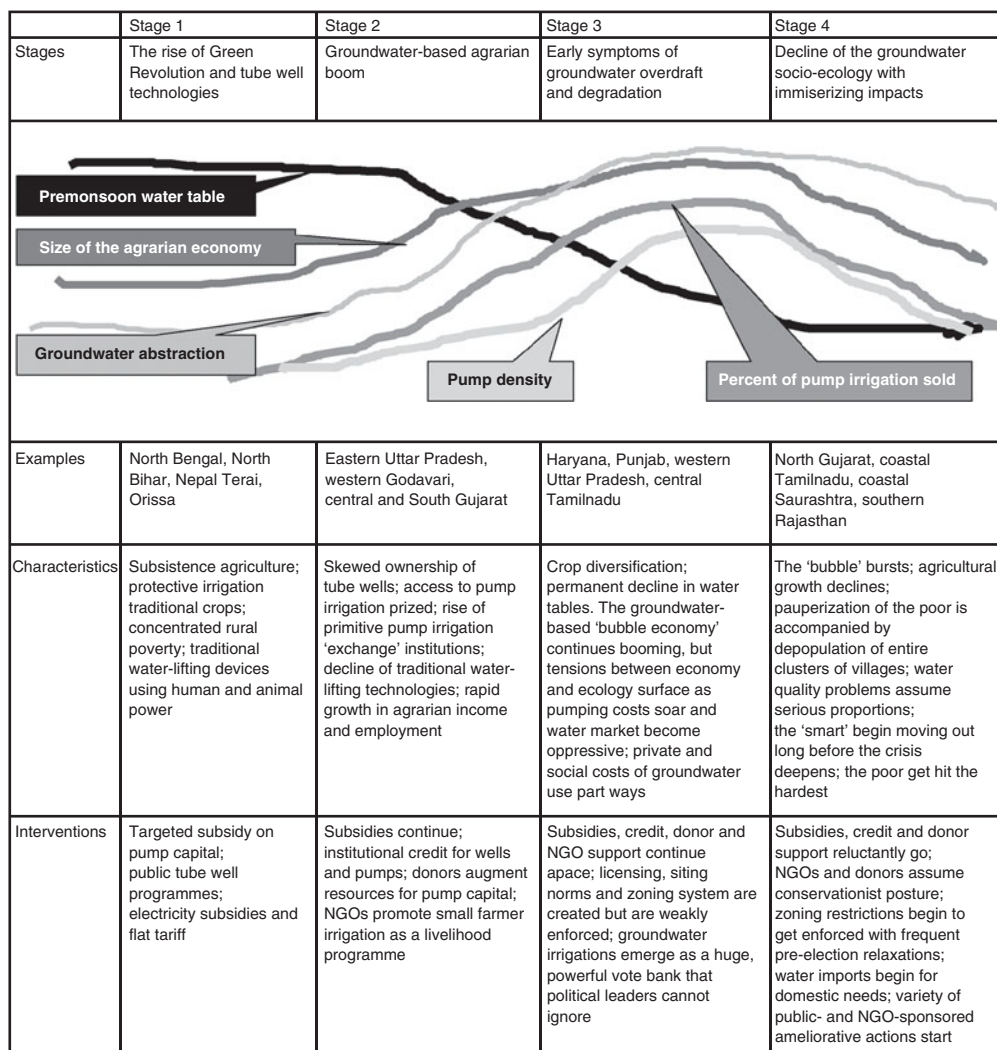 Stage 1
Stage 2
Stage 3
Stage 4
Stages
The rise of Green
Revolution and tube well
technologies
Groundwater-based agrarian
boom
Early symptoms of
groundwater overdraft
and degradation
Decline of the groundwater
socio-ecology with
immiserizing impacts
Premonsoon water table
Size of the agrarian economy
Groundwater abstraction
Pump density
Percent of pump irrigation sold
Examples
North Bengal, North
Bihar, Nepal Terai,
Orissa
Eastern Uttar Pradesh,
western Godavari,
central and South Gujarat
Haryana, Punjab, western
Uttar Pradesh, central
Tamilnadu
North Gujarat, coastal
Tamilnadu, coastal
Saurashtra, southern
Rajasthan
Characteristics
Subsistence agriculture;
protective irrigation
traditional crops;
concentrated rural
poverty; traditional
water-lifting devices
using human and animal
power
Skewed ownership of
tube wells; access to pump
irrigation prized; rise of
primitive pump irrigation
‘exchange’ institutions;
decline of traditional water-
lifting technologies; rapid
growth in agrarian income
and employment
Crop diversification;
permanent decline in water
tables. The groundwater-
based ‘bubble economy’
continues booming, but
tensions between economy
and ecology surface as
pumping costs soar and
water market become
oppressive; private and
social costs of groundwater
use part ways
The ‘bubble’ bursts; agricultural
growth declines;
pauperization of the poor is
accompanied by
depopulation of entire
clusters of villages; water
quality problems assume
serious proportions;
the ‘smart’ begin moving out
long before the crisis
deepens; the poor get hit the
hardest
Interventions
Targeted subsidy on
pump capital;
public tube well
programmes;
electricity subsidies and
flat tariff
Subsidies continue;
institutional credit for wells
and pumps; donors augment
resources for pump capital;
NGOs promote small farmer
irrigation as a livelihood
programme
Subsidies, credit, donor and
NGO support continue
apace; licensing, siting
norms and zoning system are
created but are weakly
enforced; groundwater
irrigations emerge as a huge,
powerful vote bank that
political leaders cannot
ignore
Subsidies, credit and donor
support reluctantly go;
NGOs and donors assume
conservationist posture;
zoning restrictions begin to
get enforced with frequent
pre-election relaxations;
water imports begin for
domestic needs; variety of
public- and NGO-sponsored
ameliorative actions start